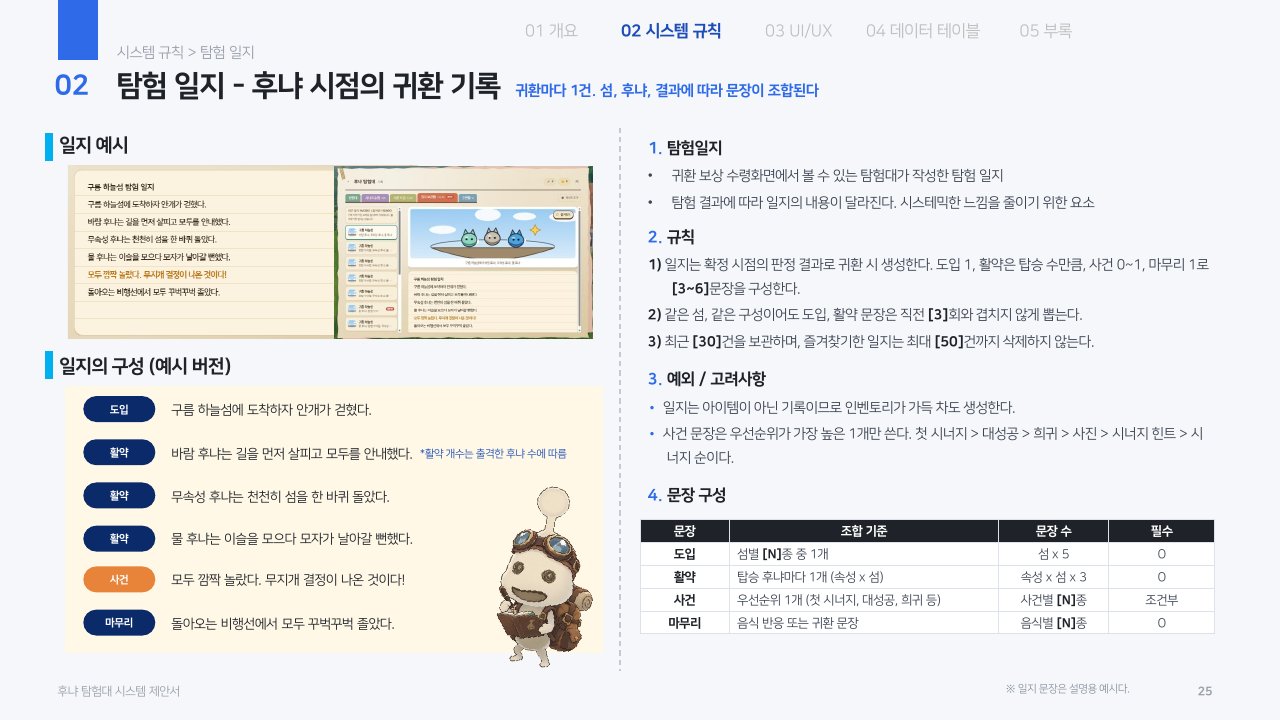 01 개요
02 시스템 규칙
03 UI/UX
04 데이터 테이블
05 부록
시스템 규칙 > 탐험 일지
02 탐험 일지 - 후냐 시점의 귀환 기록 귀환마다 1건. 섬, 후냐, 결과에 따라 문장이 조합된다
일지 예시
구름 하늘섬 탐험 일지
구름 하늘섬에 도착하자 안개가 걷혔다.
바람 후냐는 길을 먼저 살피고 모두를 안내했다.
무속성 후냐는 천천히 섬을 한 바퀴 돌았다.
물 후냐는 이슬을 모으다 모자가 날아갈 뻔했다.
모두 깜짝 놀랐다. 무지개 결정이 나온 것이다!
돌아오는 비행선에서 모두 꾸벅꾸벅 졸았다.
일지의 구성 (예시 버전)
도입 구름 하늘섬에 도착하자 안개가 걷혔다.
활약 바람 후냐는 길을 먼저 살피고 모두를 안내했다. *활약 개수는 출격한 후냐 수에 따름
활약 무속성 후냐는 천천히 섬을 한 바퀴 돌았다.
활약 물 후냐는 이슬을 모으다 모자가 날아갈 뻔했다.
사건 모두 깜짝 놀랐다. 무지개 결정이 나온 것이다!
마무리 돌아오는 비행선에서 모두 꾸벅꾸벅 졸았다.
1. 탐험일지
• 귀환 보상 수령화면에서 볼 수 있는 탐험대가 작성한 탐험 일지
• 탐험 결과에 따라 일지의 내용이 달라진다. 시스테믹한 느낌을 줄이기 위한 요소
2. 규칙
1) 일지는 확정 시점의 판정 결과로 귀환 시 생성한다. 도입 1, 활약은 탑승 수만큼, 사건 0~1, 마무리 1로
[3~6]문장을 구성한다.
2) 같은 섬, 같은 구성이어도 도입, 활약 문장은 직전 [3]회와 겹치지 않게 뽑는다.
3) 최근 [30]건을 보관하며, 즐겨찾기한 일지는 최대 [50]건까지 삭제하지 않는다.
3. 예외 / 고려사항
• 일지는 아이템이 아닌 기록이므로 인벤토리가 가득 차도 생성한다.
• 사건 문장은 우선순위가 가장 높은 1개만 쓴다. 첫 시너지 > 대성공 > 희귀 > 사진 > 시너지 힌트 > 시
너지 순이다.
4. 문장 구성
문장 조합 기준 문장 수 필수
도입 섬별 [N]종 중 1개 섬 x 5 O
활약 탑승 후냐마다 1개 (속성 x 섬) 속성 x 섬 x 3 O
사건 우선순위 1개 (첫 시너지, 대성공, 희귀 등) 사건별 [N]종 조건부
마무리 음식 반응 또는 귀환 문장 음식별 [N]종 O
후냐 탐험대 시스템 제안서
※ 일지 문장은 설명용 예시다.
25